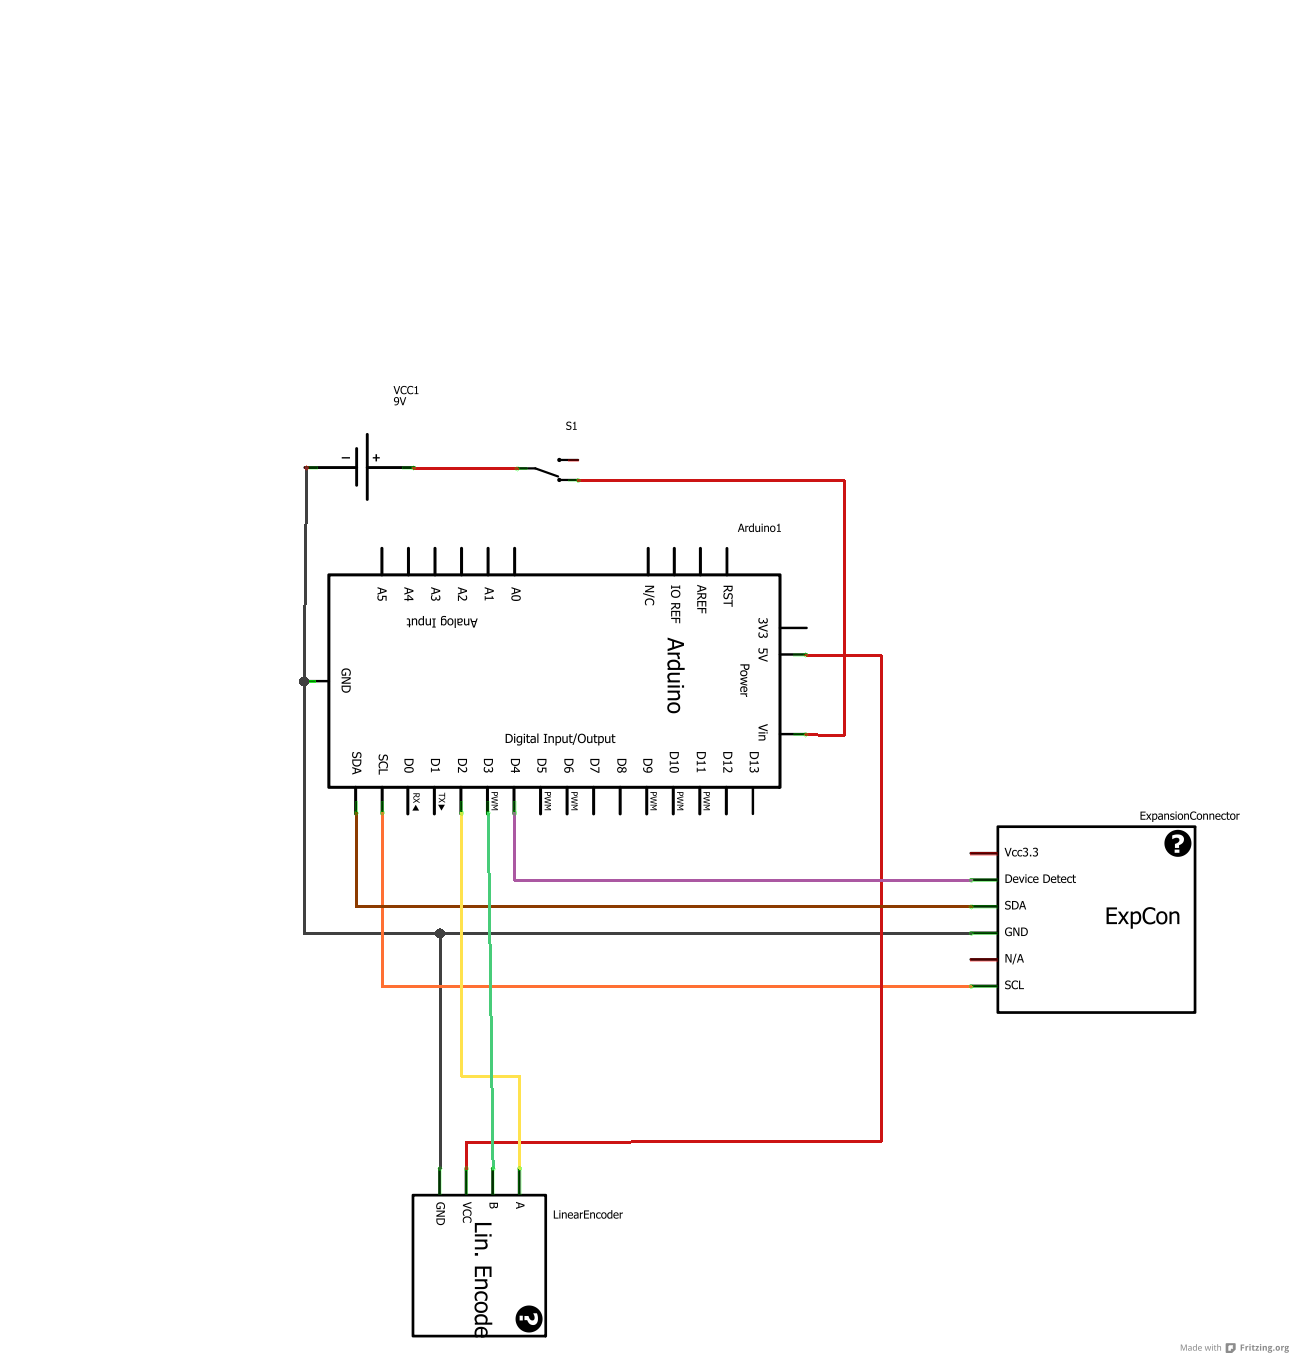 VCC1
9V
S1
Arduino1
A5
A4
A3
A2
A1
A0
N/C
IO REF
AREF
RST
Analog Input
Arduino
3V3
5V
Power
Vin
GND
Digital Input/Output
SDA
SCL
D0
D1
D2
D3
D4
D5
D6
D7
D8
D9
D10
D11
D12
D13
RX
TX
PWM
PWM
PWM
PWM
PWM
PWM
ExpansionConnector
Vcc3.3
Device Detect
SDA
GND
N/A
SCL
ExpCon
?
GND
VCC
B
A
Lin. Encode
?
LinearEncoder
Made with Fritzing.org